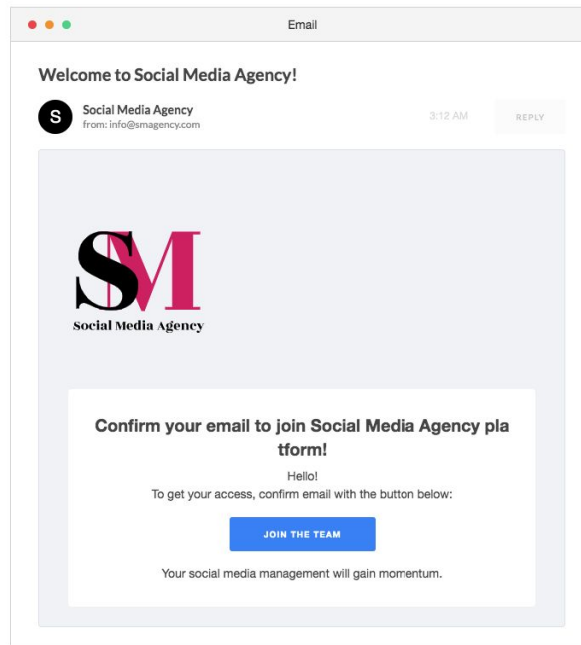 Email
Welcome to Social Media Agency!
S
Social Media Agency
from: info@smagency.com
3:12 AM
REPLY
SM
Social Media Agency
Confirm your email to join Social Media Agency pla
tform!
Hello!
To get your access, confirm email with the button below:
JOIN THE TEAM
Your social media management will gain momentum.